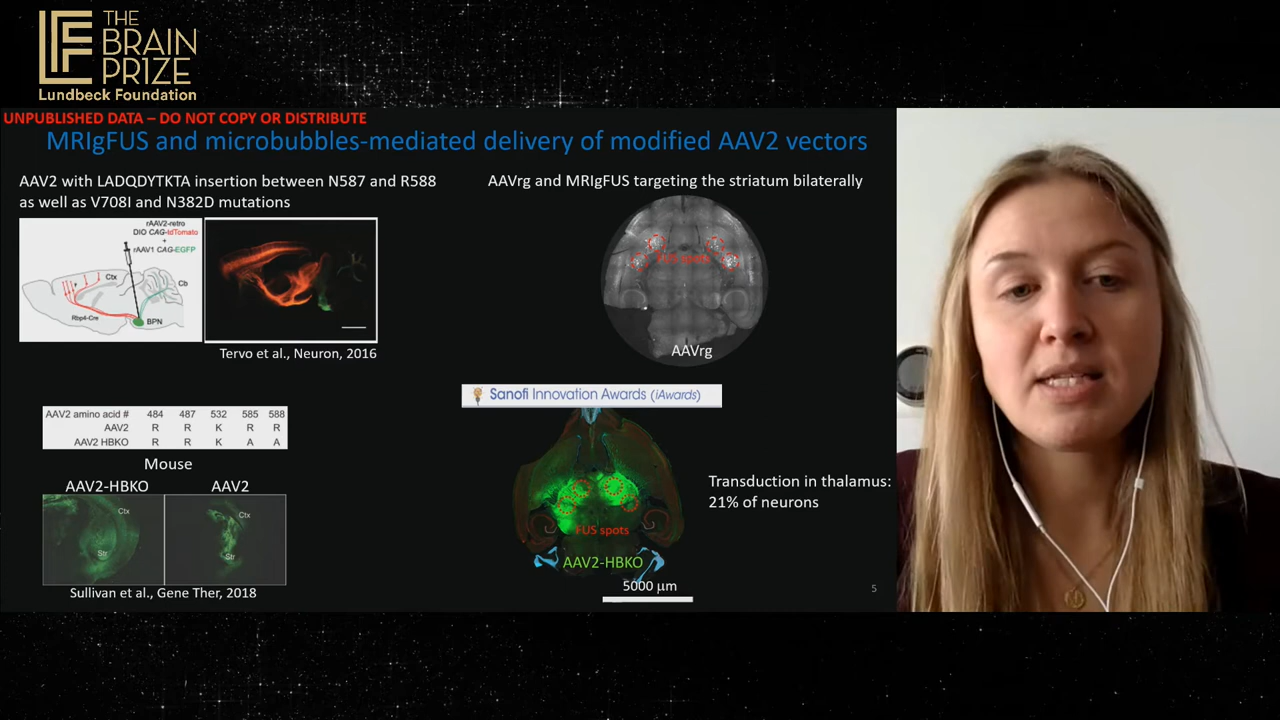 THE
BRAIN
PRIZE
Lundbeck Foundation
UNPUBLISHED DATA – DO NOT COPY OR DISTRIBUTE
MRIgFUS and microbubbles-mediated delivery of modified AAV2 vectors
AAV2 with LADQDYTKTA insertion between N587 and R588
as well as V708I and N382D mutations
rAAV2-retro
DIO CAG-tdTomato
+
rAAV1 CAG-EGFP
Ctx
Cb
Rbp4-Cre
BPN
Tervo et al., Neuron, 2016
AAVrg and MRIgFUS targeting the striatum bilaterally
FUS spots
AAVrg
AAV2 amino acid # 484 487 532 585 588
AAV2 R R K R R
AAV2 HBKO R R K A A
Mouse
AAV2-HBKO AAV2
Ctx Ctx
Str Str
Sullivan et al., Gene Ther, 2018
Sanofi Innovation Awards (iAwards)
FUS spots
AAV2-HBKO
5000 μm
Transduction in thalamus:
21% of neurons
5